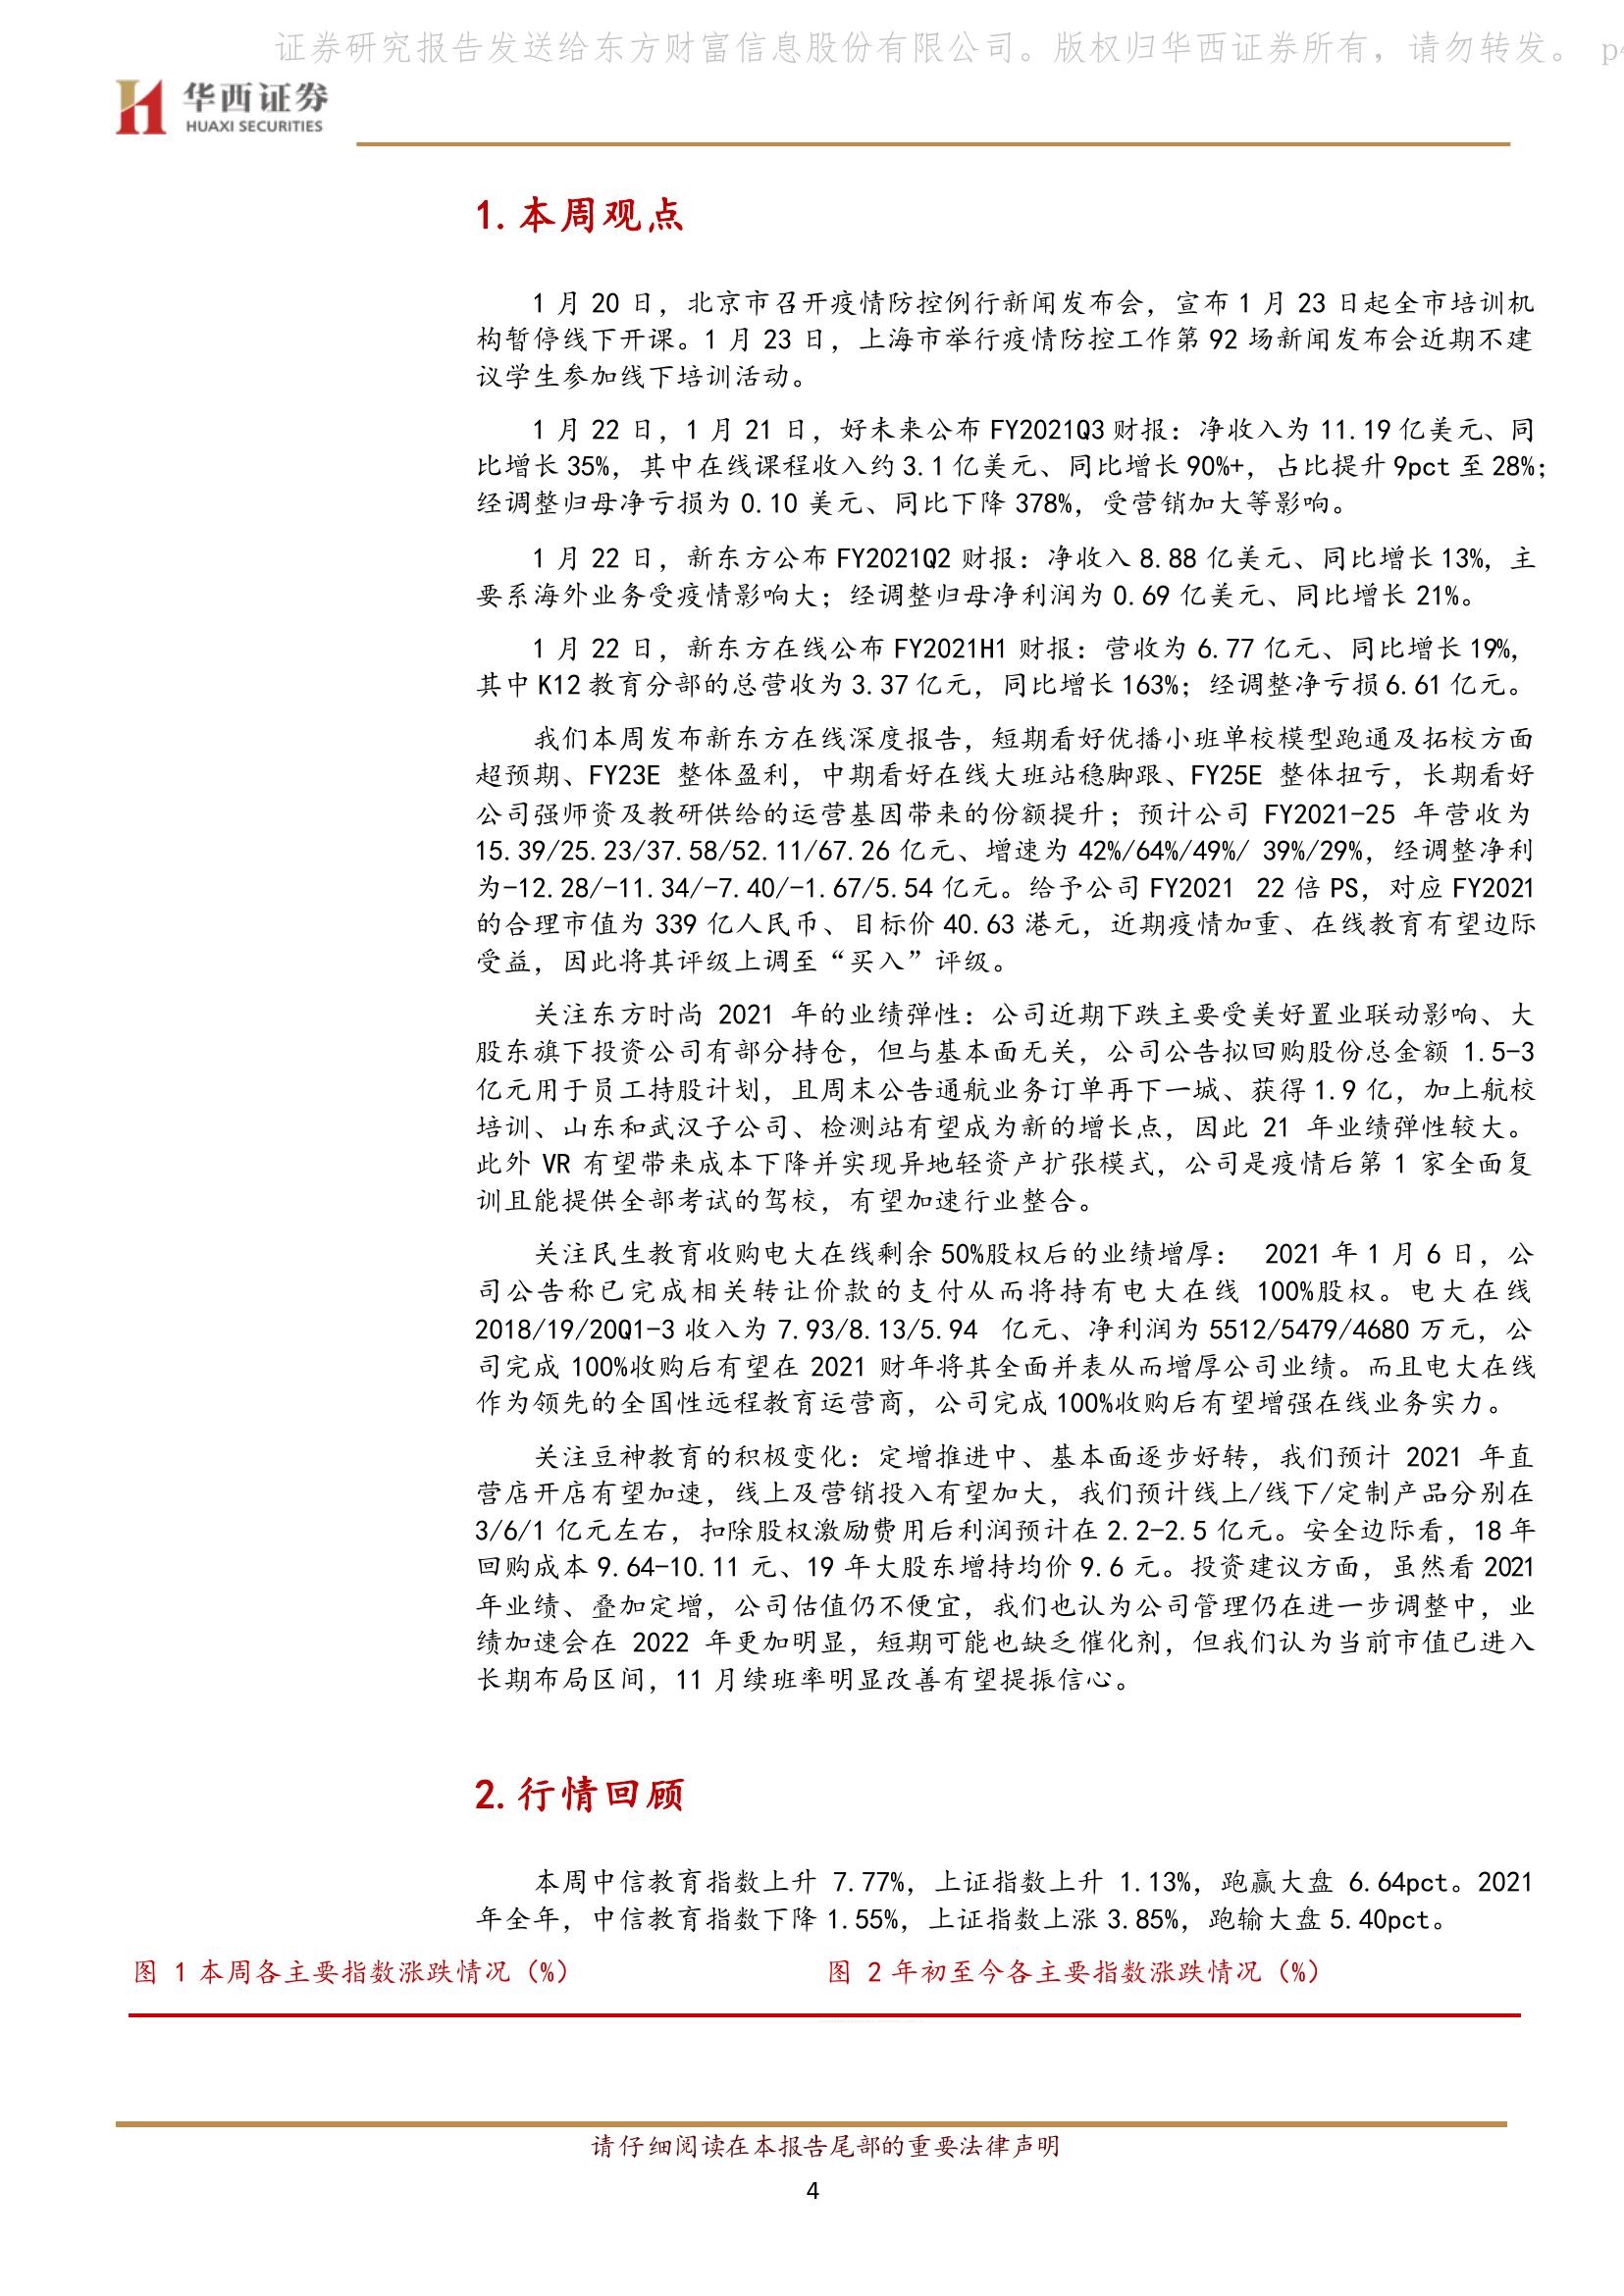 证券研究报告发送给东方财富信息股份有限公司。版权归华西证券所有，请勿转发。 p4
华西证券
HUAXI SECURITIES
1.本周观点
1 月 20 日，北京市召开疫情防控例行新闻发布会，宣布 1 月 23 日起全市培训机
构暂停线下开课。1 月 23 日，上海市举行疫情防控工作第 92 场新闻发布会近期不建
议学生参加线下培训活动。
1 月 22 日，1 月 21 日，好未来公布 FY2021Q3 财报：净收入为 11.19 亿美元、同
比增长 35%，其中在线课程收入约 3.1 亿美元、同比增长 90%+，占比提升 9pct 至 28%；
经调整归母净亏损为 0.10 美元、同比下降 378%，受营销加大等影响。
1 月 22 日，新东方公布 FY2021Q2 财报：净收入 8.88 亿美元、同比增长 13%，主
要系海外业务受疫情影响大；经调整归母净利润为 0.69 亿美元、同比增长 21%。
1 月 22 日，新东方在线公布 FY2021H1 财报：营收为 6.77 亿元、同比增长 19%，
其中 K12 教育分部的总营收为 3.37 亿元，同比增长 163%；经调整净亏损 6.61 亿元。
我们本周发布新东方在线深度报告，短期看好优播小班单校模型跑通及拓校方面
超预期、FY23E 整体盈利，中期看好在线大班站稳脚跟、FY25E 整体扭亏，长期看好
公司强师资及教研供给的运营基因带来的份额提升；预计公司 FY2021-25 年营收为
15.39/25.23/37.58/52.11/67.26 亿元、增速为 42%/64%/49%/ 39%/29%，经调整净利
为-12.28/-11.34/-7.40/-1.67/5.54 亿元。给予公司 FY2021 22 倍 PS，对应 FY2021
的合理市值为 339 亿人民币、目标价 40.63 港元，近期疫情加重、在线教育有望边际
受益，因此将其评级上调至“买入”评级。
关注东方时尚 2021 年的业绩弹性：公司近期下跌主要受美好置业联动影响、大
股东旗下投资公司有部分持仓，但与基本面无关，公司公告拟回购股份总金额 1.5-3
亿元用于员工持股计划，且周末公告通航业务订单再下一城、获得 1.9 亿，加上航校
培训、山东和武汉子公司、检测站有望成为新的增长点，因此 21 年业绩弹性较大。
此外 VR 有望带来成本下降并实现异地轻资产扩张模式，公司是疫情后第 1 家全面复
训且能提供全部考试的驾校，有望加速行业整合。
关注民生教育收购电大在线剩余 50%股权后的业绩增厚： 2021 年 1 月 6 日，公
司公告称已完成相关转让价款的支付从而将持有电大在线 100%股权。电大在线
2018/19/20Q1-3 收入为 7.93/8.13/5.94 亿元、净利润为 5512/5479/4680 万元，公
司完成 100%收购后有望在 2021 财年将其全面并表从而增厚公司业绩。而且电大在线
作为领先的全国性远程教育运营商，公司完成 100%收购后有望增强在线业务实力。
关注豆神教育的积极变化：定增推进中、基本面逐步好转，我们预计 2021 年直
营店开店有望加速，线上及营销投入有望加大，我们预计线上/线下/定制产品分别在
3/6/1 亿元左右，扣除股权激励费用后利润预计在 2.2-2.5 亿元。安全边际看，18 年
回购成本 9.64-10.11 元、19 年大股东增持均价 9.6 元。投资建议方面，虽然看 2021
年业绩、叠加定增，公司估值仍不便宜，我们也认为公司管理仍在进一步调整中，业
绩加速会在 2022 年更加明显，短期可能也缺乏催化剂，但我们认为当前市值已进入
长期布局区间，11 月续班率明显改善有望提振信心。
2.行情回顾
本周中信教育指数上升 7.77%，上证指数上升 1.13%，跑赢大盘 6.64pct。2021
年全年，中信教育指数下降 1.55%，上证指数上涨 3.85%，跑输大盘 5.40pct。
图 1 本周各主要指数涨跌情况（%）
图 2 年初至今各主要指数涨跌情况（%）
请仔细阅读在本报告尾部的重要法律声明
4